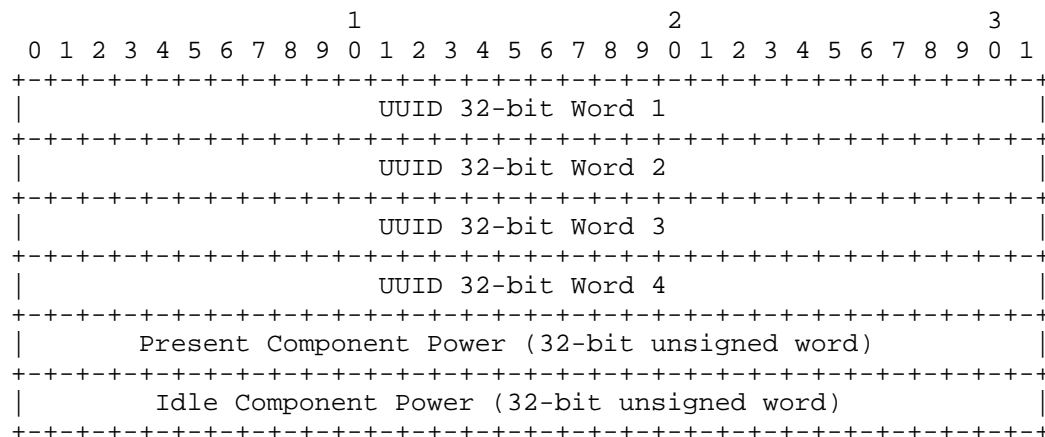 1                   2                   3
 0 1 2 3 4 5 6 7 8 9 0 1 2 3 4 5 6 7 8 9 0 1 2 3 4 5 6 7 8 9 0 1
+-+-+-+-+-+-+-+-+-+-+-+-+-+-+-+-+-+-+-+-+-+-+-+-+-+-+-+-+-+-+-+-+
|                      UUID 32-bit Word 1                       |
+-+-+-+-+-+-+-+-+-+-+-+-+-+-+-+-+-+-+-+-+-+-+-+-+-+-+-+-+-+-+-+-+
|                      UUID 32-bit Word 2                       |
+-+-+-+-+-+-+-+-+-+-+-+-+-+-+-+-+-+-+-+-+-+-+-+-+-+-+-+-+-+-+-+-+
|                      UUID 32-bit Word 3                       |
+-+-+-+-+-+-+-+-+-+-+-+-+-+-+-+-+-+-+-+-+-+-+-+-+-+-+-+-+-+-+-+-+
|                      UUID 32-bit Word 4                       |
+-+-+-+-+-+-+-+-+-+-+-+-+-+-+-+-+-+-+-+-+-+-+-+-+-+-+-+-+-+-+-+-+
|       Present Component Power (32-bit unsigned word)          |
+-+-+-+-+-+-+-+-+-+-+-+-+-+-+-+-+-+-+-+-+-+-+-+-+-+-+-+-+-+-+-+-+
|        Idle Component Power (32-bit unsigned word)            |
+-+-+-+-+-+-+-+-+-+-+-+-+-+-+-+-+-+-+-+-+-+-+-+-+-+-+-+-+-+-+-+-+